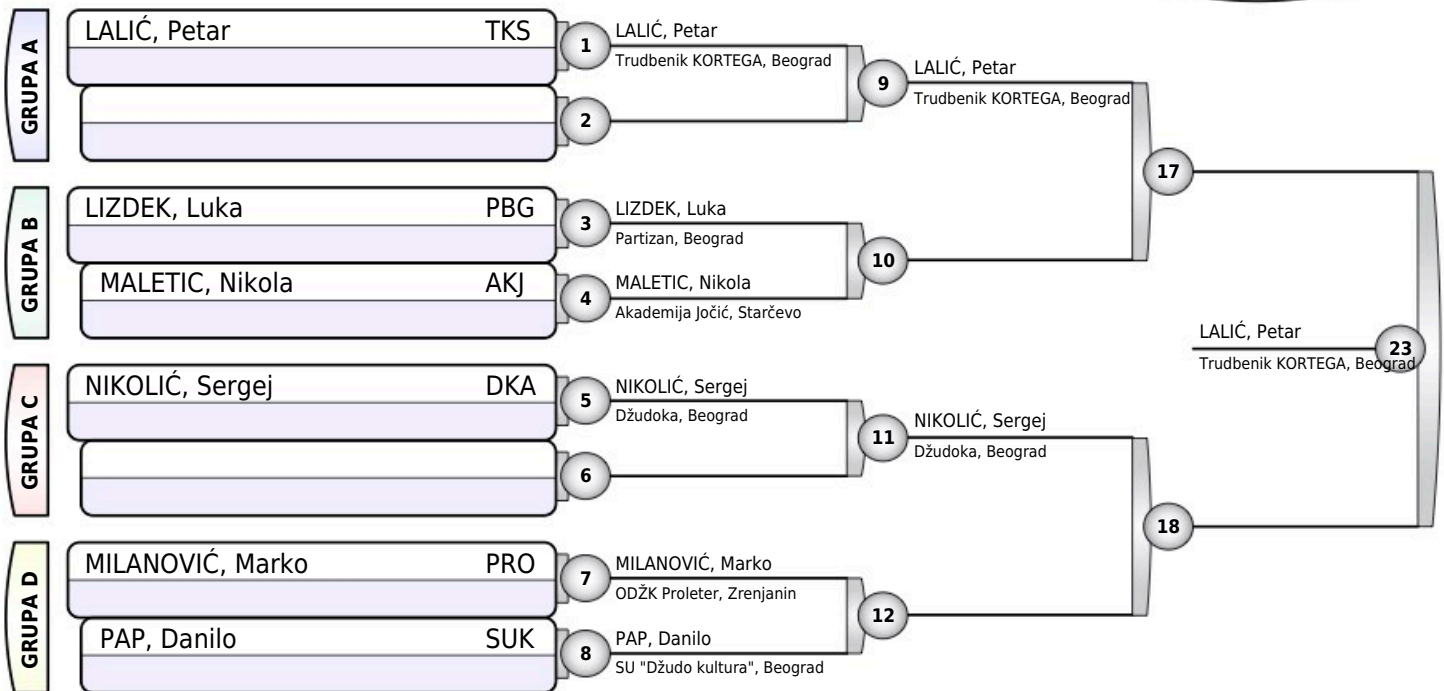 GRUPA A
LALIĆ, Petar TKS
1
LALIĆ, Petar
Trudbenik KORTEGA, Beograd
2
9
LALIĆ, Petar
Trudbenik KORTEGA, Beograd
17
GRUPA B
LIZDEK, Luka PBG
3
LIZDEK, Luka
Partizan, Beograd
MALETIC, Nikola AKJ
4
MALETIC, Nikola
Akademija Jočić, Starčevo
10
LALIĆ, Petar
Trudbenik KORTEGA, Beograd
23
GRUPA C
NIKOLIĆ, Sergej DKA
5
NIKOLIĆ, Sergej
Džudoka, Beograd
6
11
NIKOLIĆ, Sergej
Džudoka, Beograd
18
GRUPA D
MILANOVIĆ, Marko PRO
7
MILANOVIĆ, Marko
ODŽK Proleter, Zrenjanin
PAP, Danilo SUK
8
PAP, Danilo
SU "Džudo kultura", Beograd
12